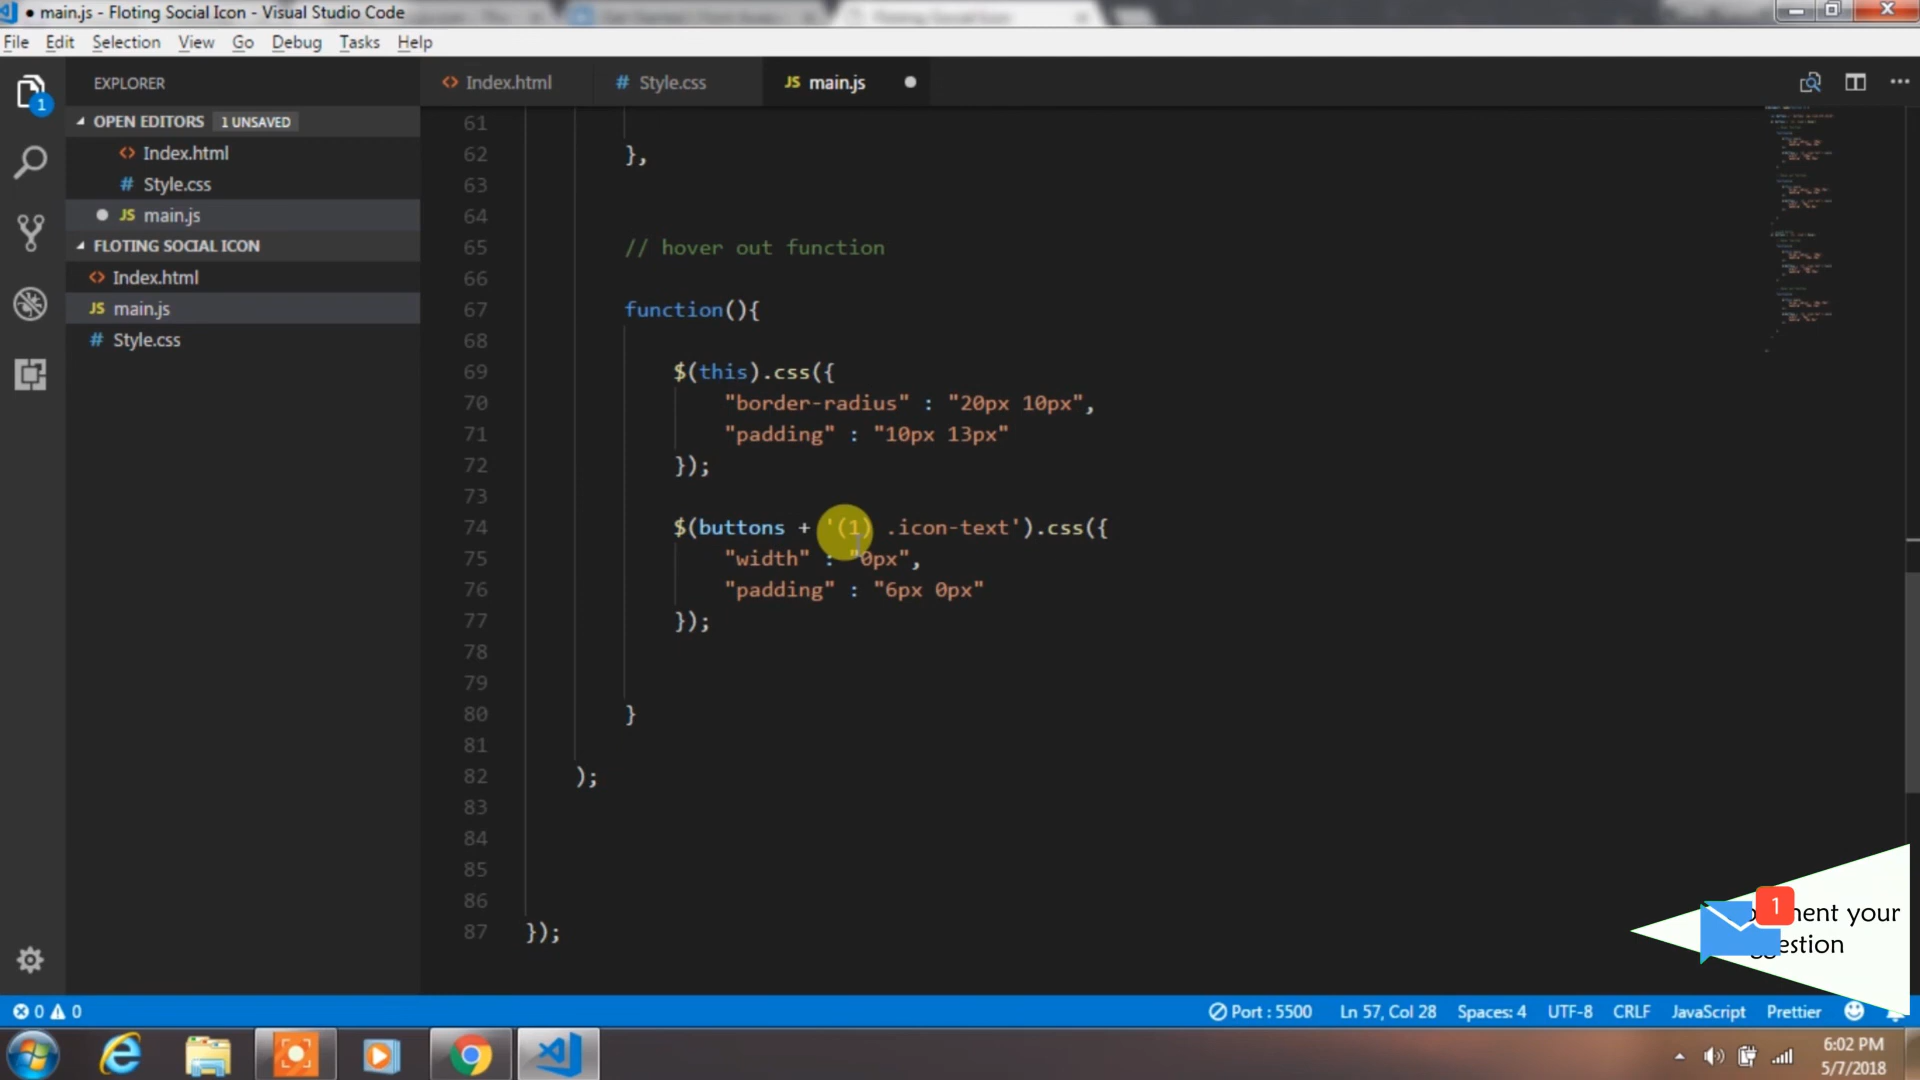 main.js - Floting Social Icon - Visual Studio Code
File Edit Selection View Go Debug Tasks Help
EXPLORER
OPEN EDITORS 1 UNSAVED
Index.html
Style.css
main.js
FLOTING SOCIAL ICON
Index.html
main.js
Style.css
1
Index.html Style.css main.js
61
62 },
63
64
65 // hover out function
66
67 function(){
68
69 $(this).css({
70 "border-radius" : "20px 10px",
71 "padding" : "10px 13px"
72 });
73
74 $(buttons + '(1) .icon-text').css({
75 "width" : "0px",
76 "padding" : "6px 0px"
77 });
78
79
80 }
81
82 );
83
84
85
86
87 });
1
your
0 0 Port : 5500 Ln 57, Col 28 Spaces: 4 UTF-8 CRLF JavaScript Prettier
6:02 PM
5/7/2018